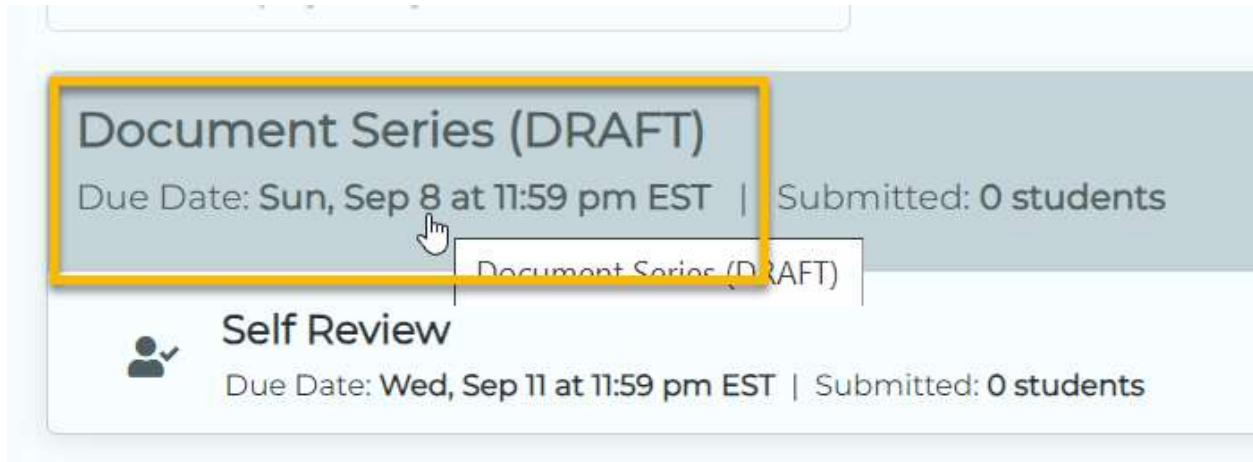 Document Series (DRAFT)
Due Date: Sun, Sep 8 at 11:59 pm EST | Submitted: 0 students
Document Series (DRAFT)
Self Review
Due Date: Wed, Sep 11 at 11:59 pm EST | Submitted: 0 students